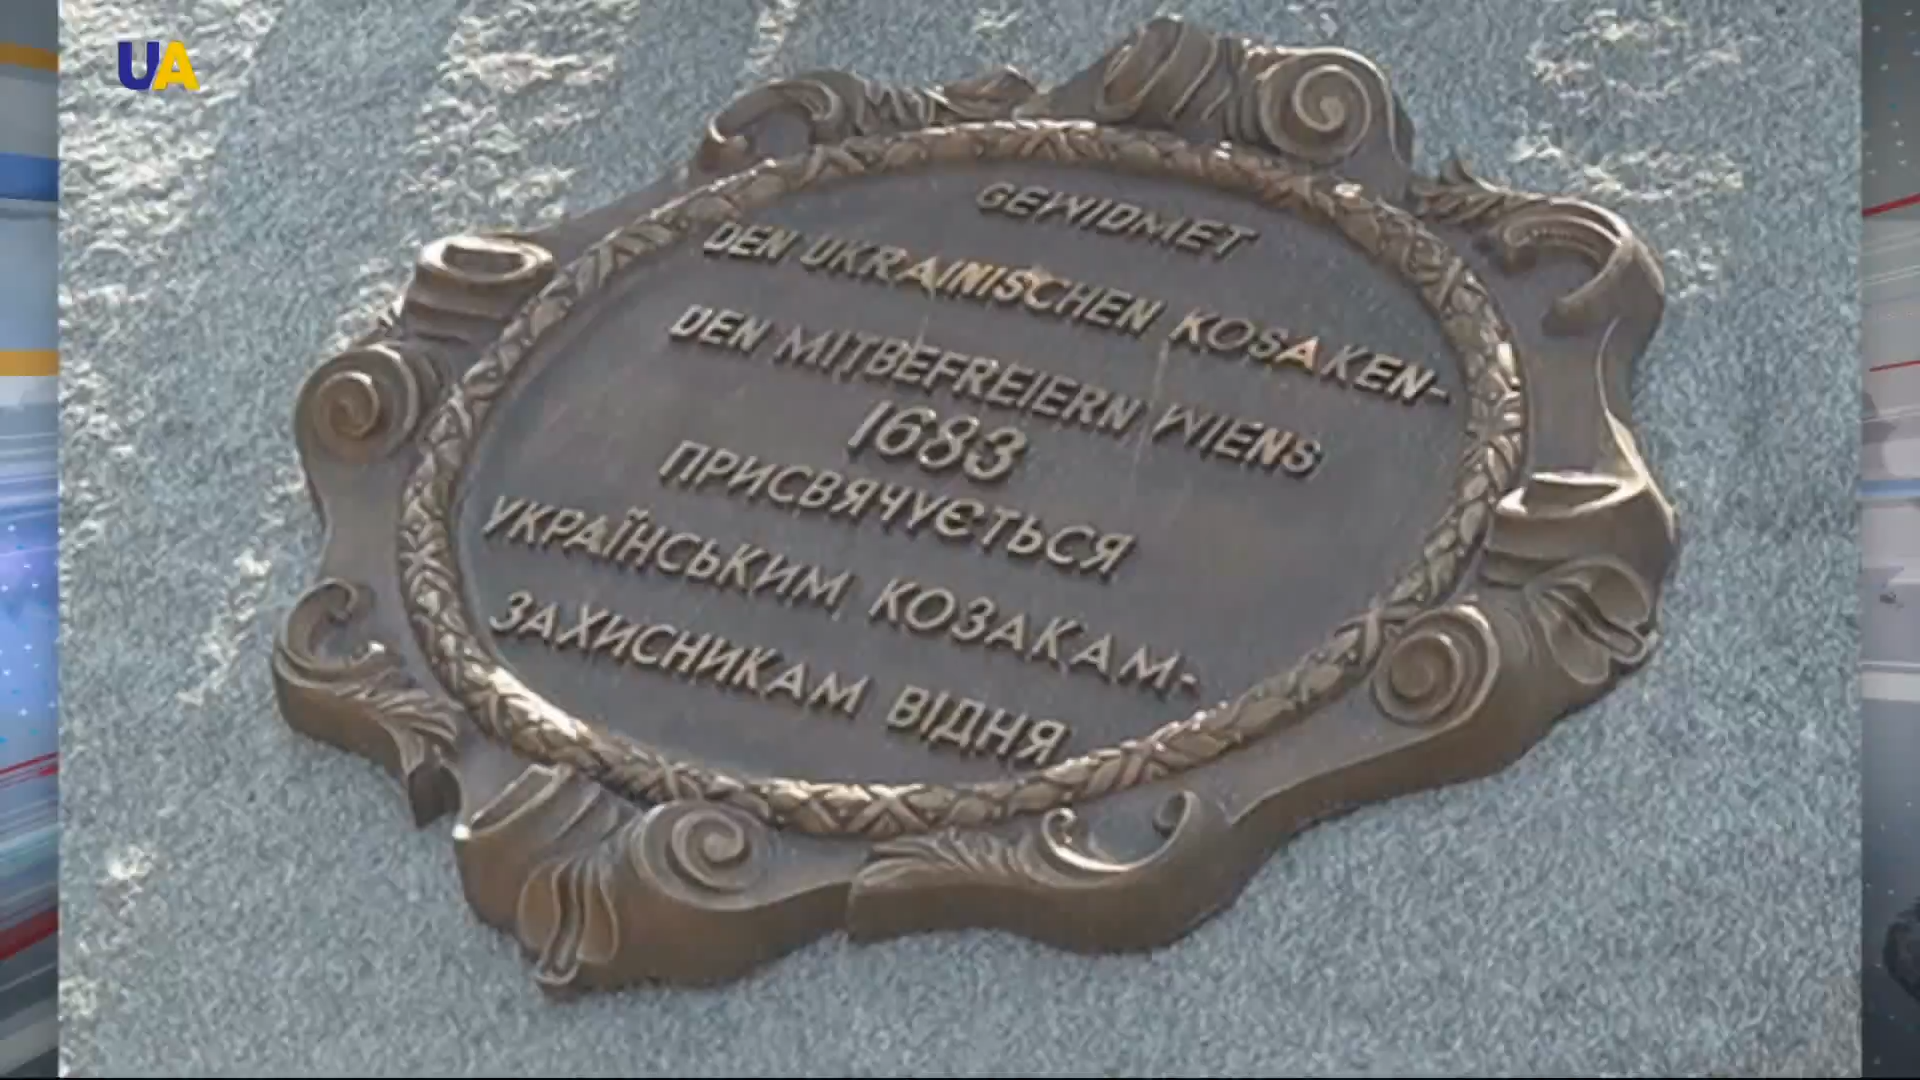 UA
GEWIDMET
DEN UKRAINISCHEN KOSAKEN-
DEN MITBEFREIERN WIENS
1683
ПРИСВЯЧУЄТЬСЯ
УКРАЇНСЬКИМ КОЗАКАМ-
ЗАХИСНИКАМ ВІДНЯ